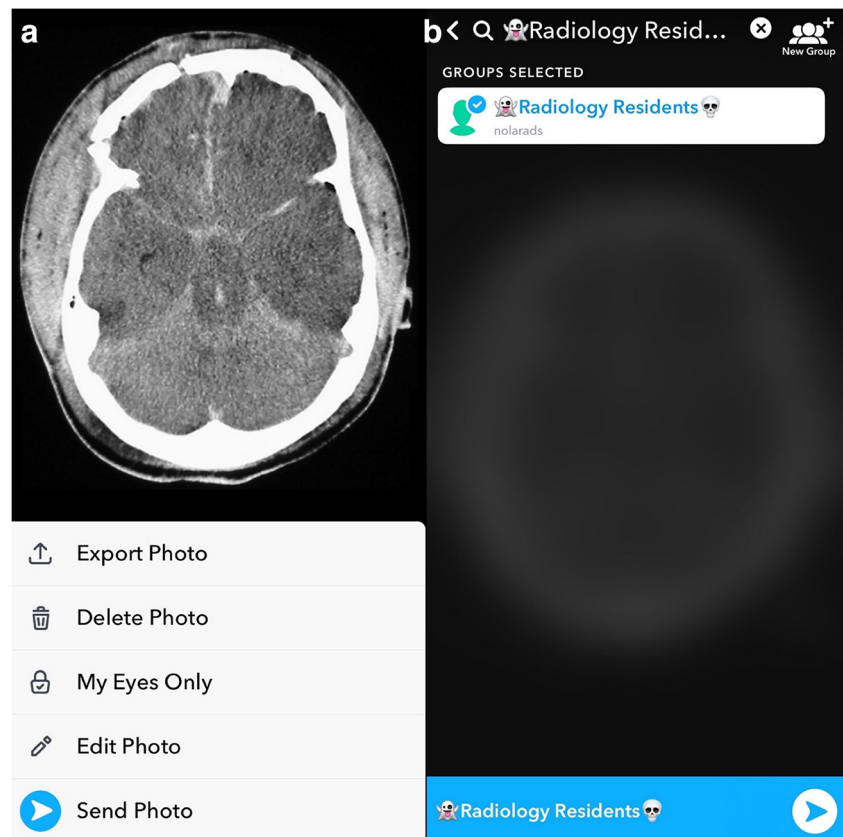 a
Export Photo
Delete Photo
My Eyes Only
Edit Photo
Send Photo
b
👻Radiology Resid...
New Group
GROUPS SELECTED
👻Radiology Residents💀
nolarads
👻Radiology Residents💀